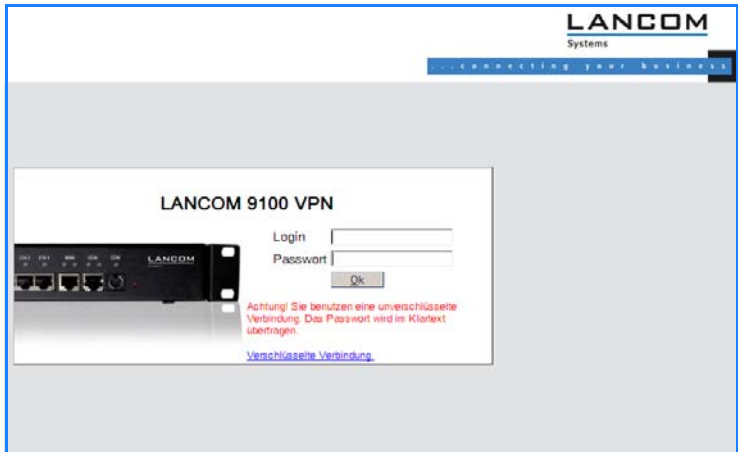 LANCOM
Systems
...connecting your business
LANCOM 9100 VPN
Login
Passwort
Ok
LANCOM
Achtung! Sie benutzen eine unverschlüsselte
Verbindung. Das Passwort wird im Klartext
übertragen.
Verschlüsselte Verbindung.